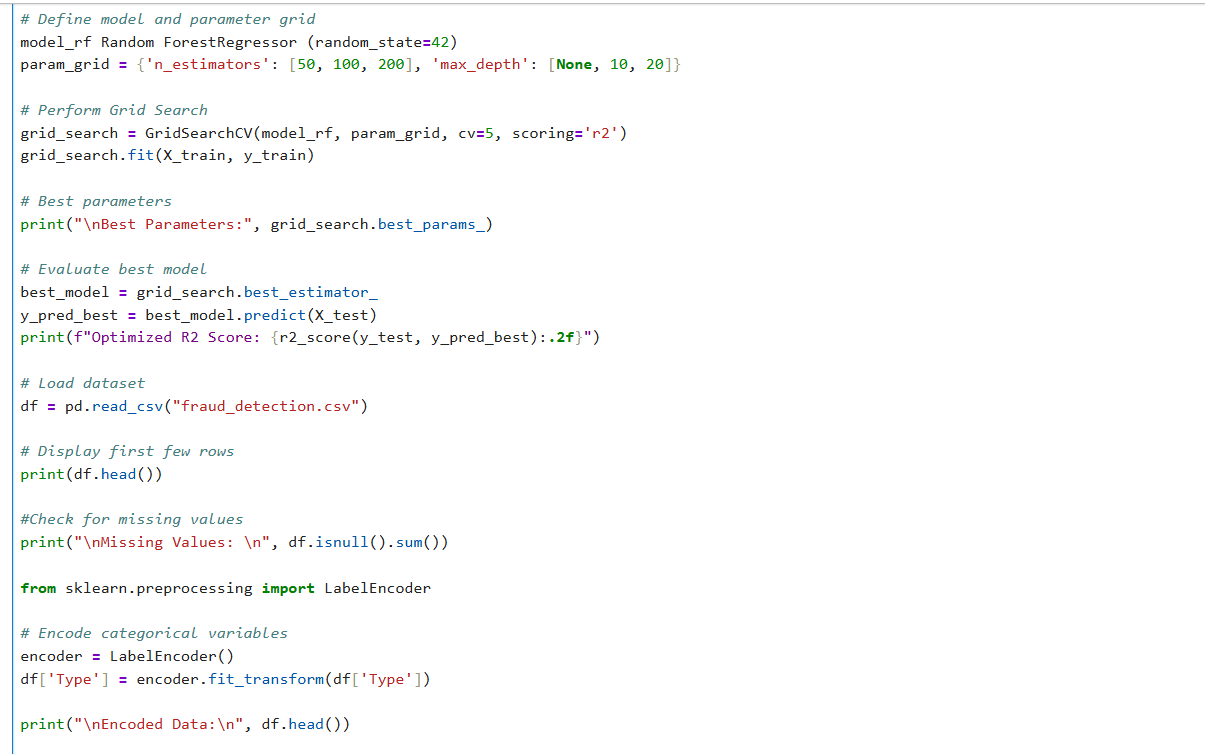 # Define model and parameter grid
model_rf Random ForestRegressor (random_state=42)
param_grid = {'n_estimators': [50, 100, 200], 'max_depth': [None, 10, 20]}
# Perform Grid Search
grid_search = GridSearchCV(model_rf, param_grid, cv=5, scoring='r2')
grid_search.fit(X_train, y_train)
# Best parameters
print("\nBest Parameters:", grid_search.best_params_)
# Evaluate best model
best_model = grid_search.best_estimator_
y_pred_best = best_model.predict(X_test)
print(f"Optimized R2 Score: {r2_score(y_test, y_pred_best):.2f}")
# Load dataset
df = pd.read_csv("fraud_detection.csv")
# Display first few rows
print(df.head())
#Check for missing values
print("\nMissing Values: \n", df.isnull().sum())
from sklearn.preprocessing import LabelEncoder
# Encode categorical variables
encoder = LabelEncoder()
df['Type'] = encoder.fit_transform(df['Type'])
print("\nEncoded Data:\n", df.head())